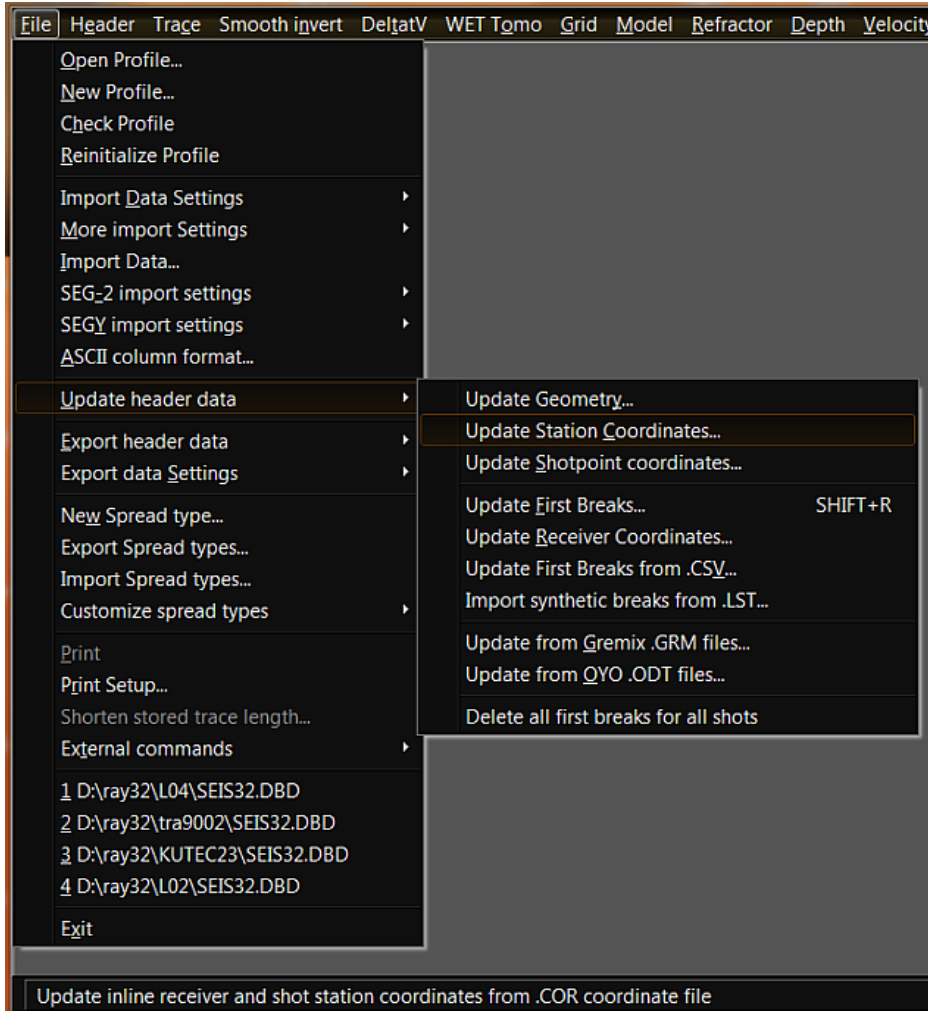 File Header Trace Smooth invert DeltatV WET Tomo Grid Model Refractor Depth Velocity
Open Profile...
New Profile...
Check Profile
Reinitialize Profile
Import Data Settings
More import Settings
Import Data...
SEG-2 import settings
SEGY import settings
ASCII column format...
Update header data
Export header data
Export data Settings
New Spread type...
Export Spread types...
Import Spread types...
Customize spread types
Print
Print Setup...
Shorten stored trace length...
External commands
1 D:\ray32\L04\SEIS32.DBD
2 D:\ray32\tra9002\SEIS32.DBD
3 D:\ray32\KUTEC23\SEIS32.DBD
4 D:\ray32\L02\SEIS32.DBD
Exit
Update Geometry...
Update Station Coordinates...
Update Shotpoint coordinates...
Update First Breaks... SHIFT+R
Update Receiver Coordinates...
Update First Breaks from .CSV...
Import synthetic breaks from .LST...
Update from Gremix .GRM files...
Update from OYO .ODT files...
Delete all first breaks for all shots
Update inline receiver and shot station coordinates from .COR coordinate file